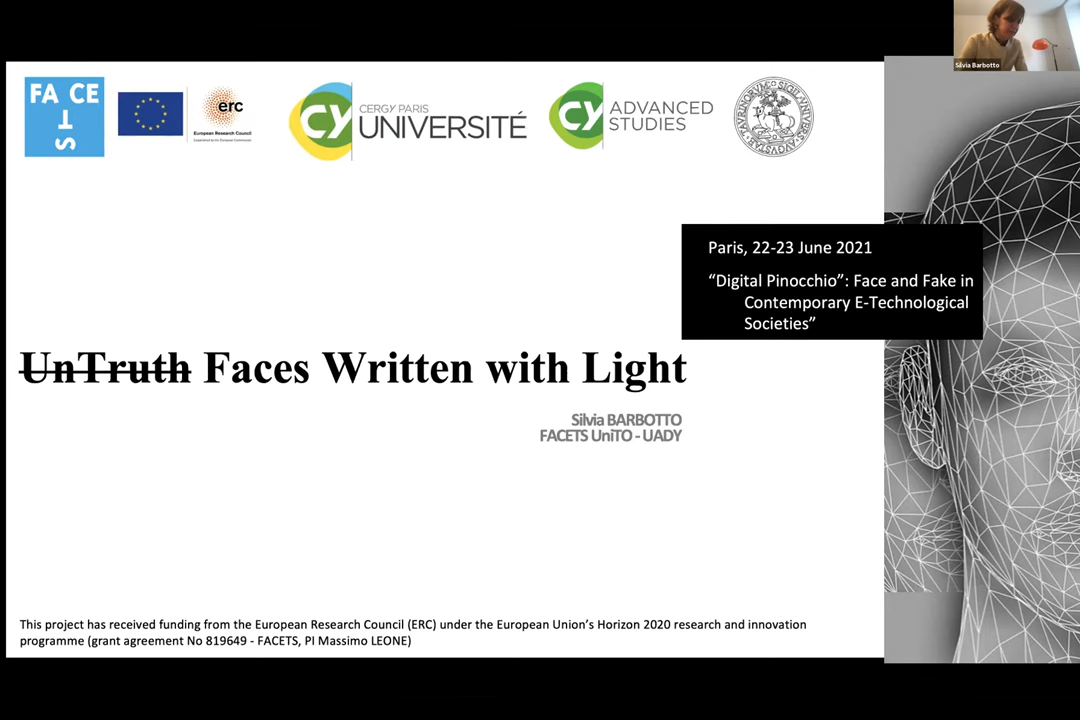 Silvia Barbotto
FA CE
T
S
erc
European Research Council
CY
CERGY PARIS
UNIVERSITÉ
CY
ADVANCED
STUDIES
Paris, 22-23 June 2021
“Digital Pinocchio”: Face and Fake in
Contemporary E-Technological
Societies”
UnTruth Faces Written with Light
Silvia BARBOTTO
FACETS UniTO - UADY
This project has received funding from the European Research Council (ERC) under the European Union’s Horizon 2020 research and innovation
programme (grant agreement No 819649 - FACETS, PI Massimo LEONE)